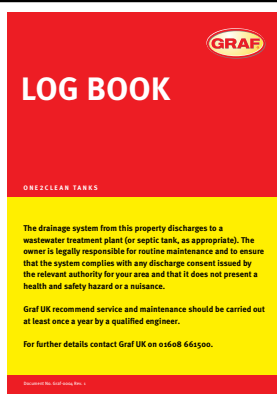 GRAF
LOG BOOK
ONE2CLEAN TANKS
The drainage system from this property discharges to a
wastewater treatment plant (or septic tank, as appropriate). The
owner is legally responsible for routine maintenance and to ensure
that the system complies with any discharge consent issued by
the relevant authority for your area and that it does not present a
health and safety hazard or a nuisance.
Graf UK recommend service and maintenance should be carried out
at least once a year by a qualified engineer.
For further details contact Graf UK on 01608 661500.